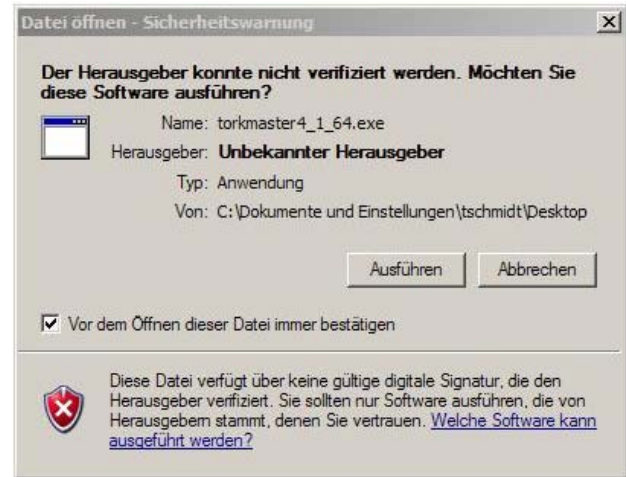 Datei öffnen - Sicherheitswarnung
Der Herausgeber konnte nicht verifiziert werden. Möchten Sie
diese Software ausführen?
Name: torkmaster4_1_64.exe
Herausgeber: Unbekannter Herausgeber
Typ: Anwendung
Von: C:\Dokumente und Einstellungen\tschmidt\Desktop
Ausführen Abbrechen
Vor dem Öffnen dieser Datei immer bestätigen
Diese Datei verfügt über keine gültige digitale Signatur, die den
Herausgeber verifiziert. Sie sollten nur Software ausführen, die von
Herausgebern stammt, denen Sie vertrauen. Welche Software kann
ausgeführt werden?